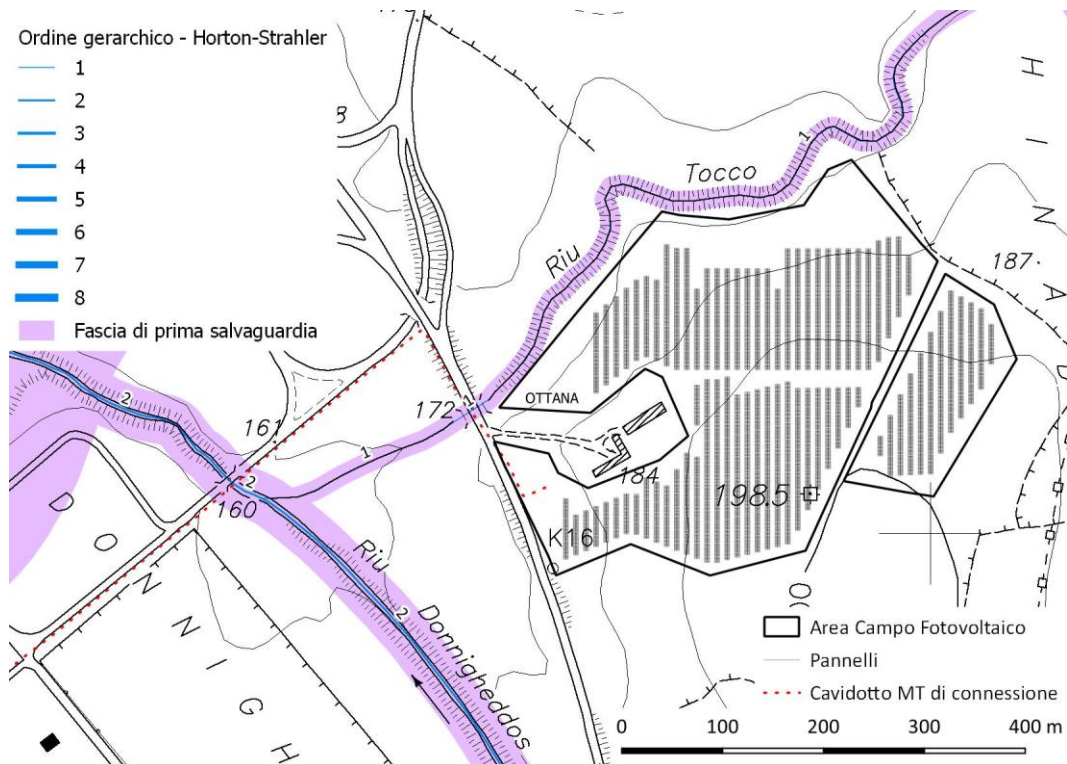 Ordine gerarchico - Horton-Strahler
1
2
3
4
5
6
7
8
Fascia di prima salvaguardia
H I N A D
1
Tocco
Riu
187.
OTTANA
172
1
1
161
2
2
160
184
198.5
K16
Riu
Donnigheddos
2
D O N N I G H
Area Campo Fotovoltaico
Pannelli
Cavidotto MT di connessione
0 100 200 300 400 m